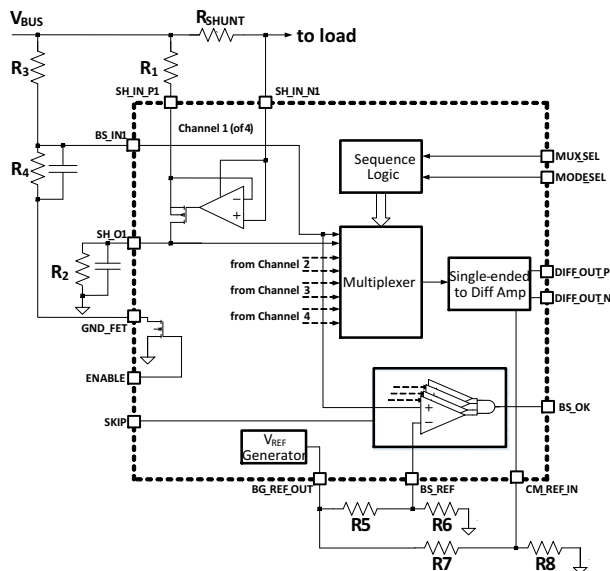 VBUS
RSHUNT
to load
R3
R1
SH_IN_P1
SH_IN_N1
Channel 1 (of 4)
BS_IN1
R4
Sequence
Logic
MUX_SEL
MODE_SEL
SH_O1
R2
from Channel 2
from Channel 3
from Channel 4
Multiplexer
Single-ended
to Diff Amp
DIFF_OUT_P
DIFF_OUT_N
GND_FET
ENABLE
SKIP
BS_OK
VREF
Generator
BG_REF_OUT
BS_REF
CM_REF_IN
R5
R6
R7
R8